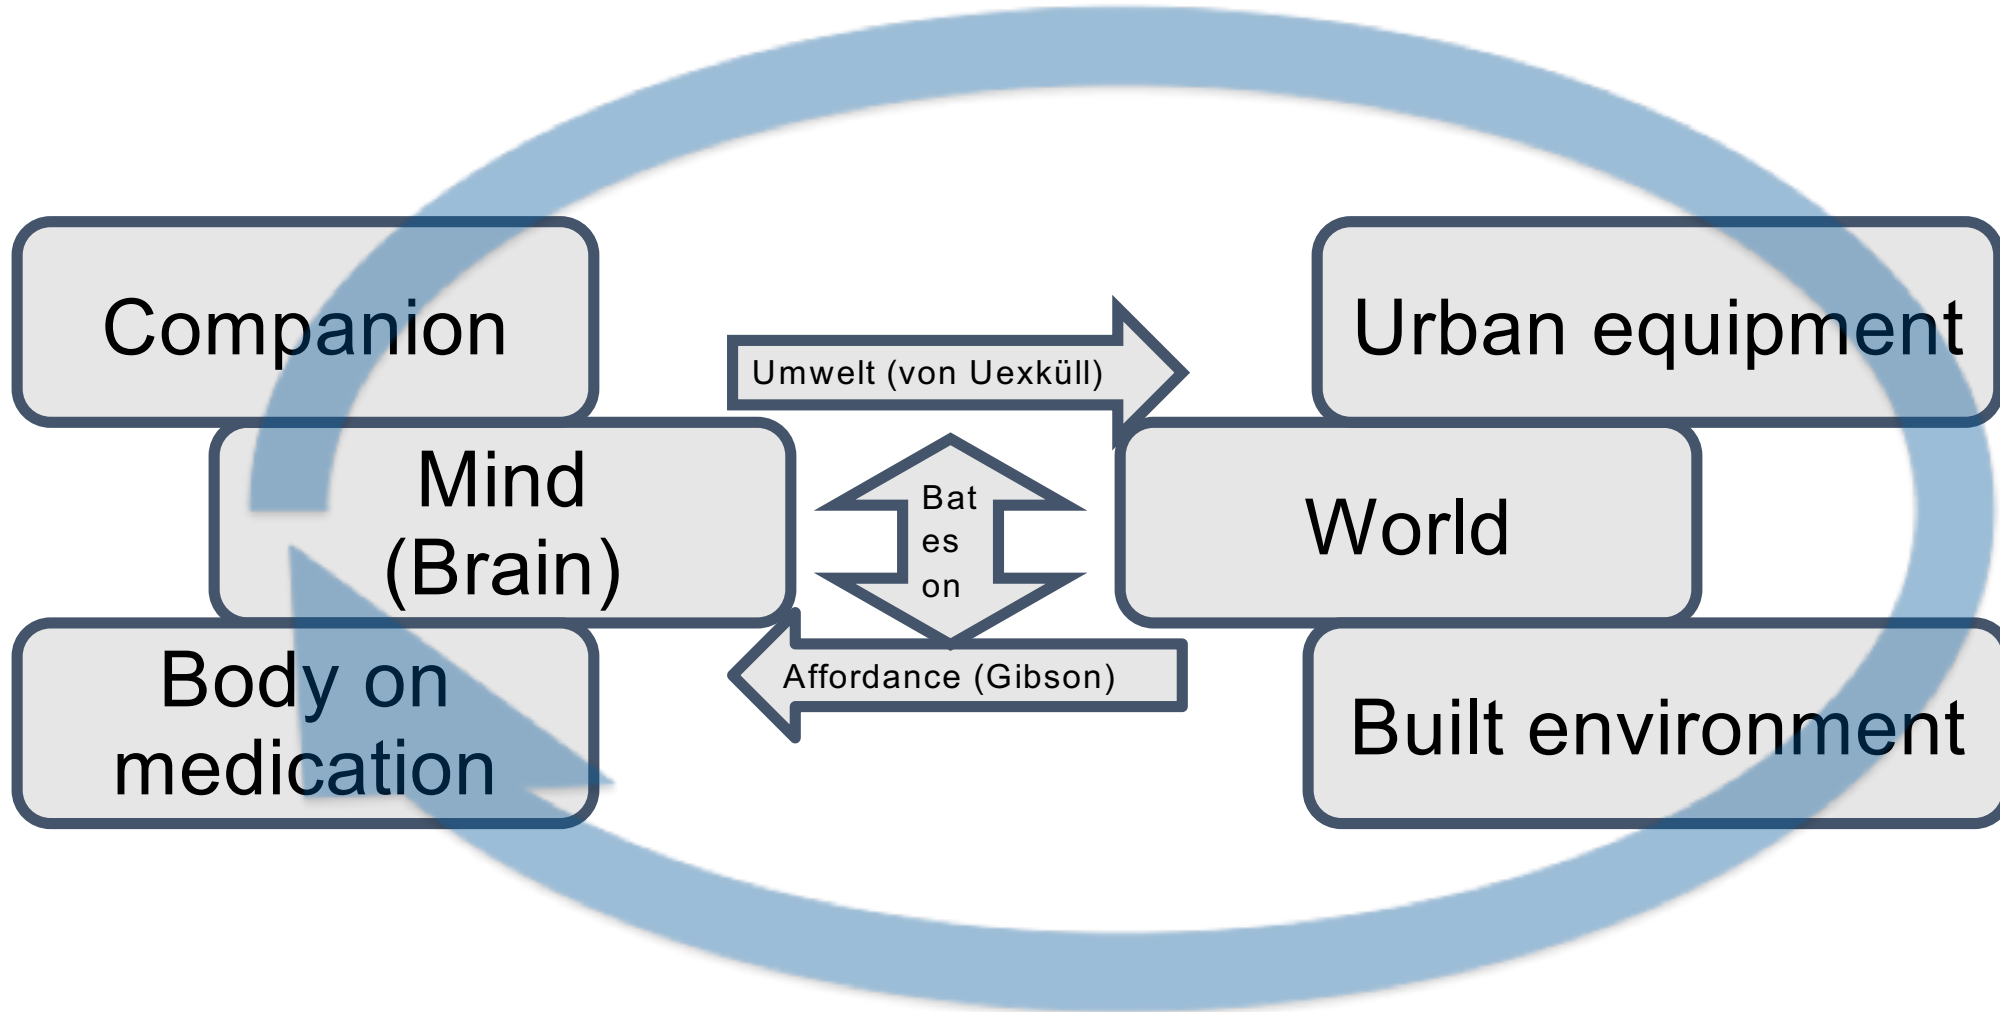 Companion
Urban equipment
Umwelt (von Uexküll)
Mind
(Brain)
Bat
es
on
World
Affordance (Gibson)
Body on
medication
Built environment